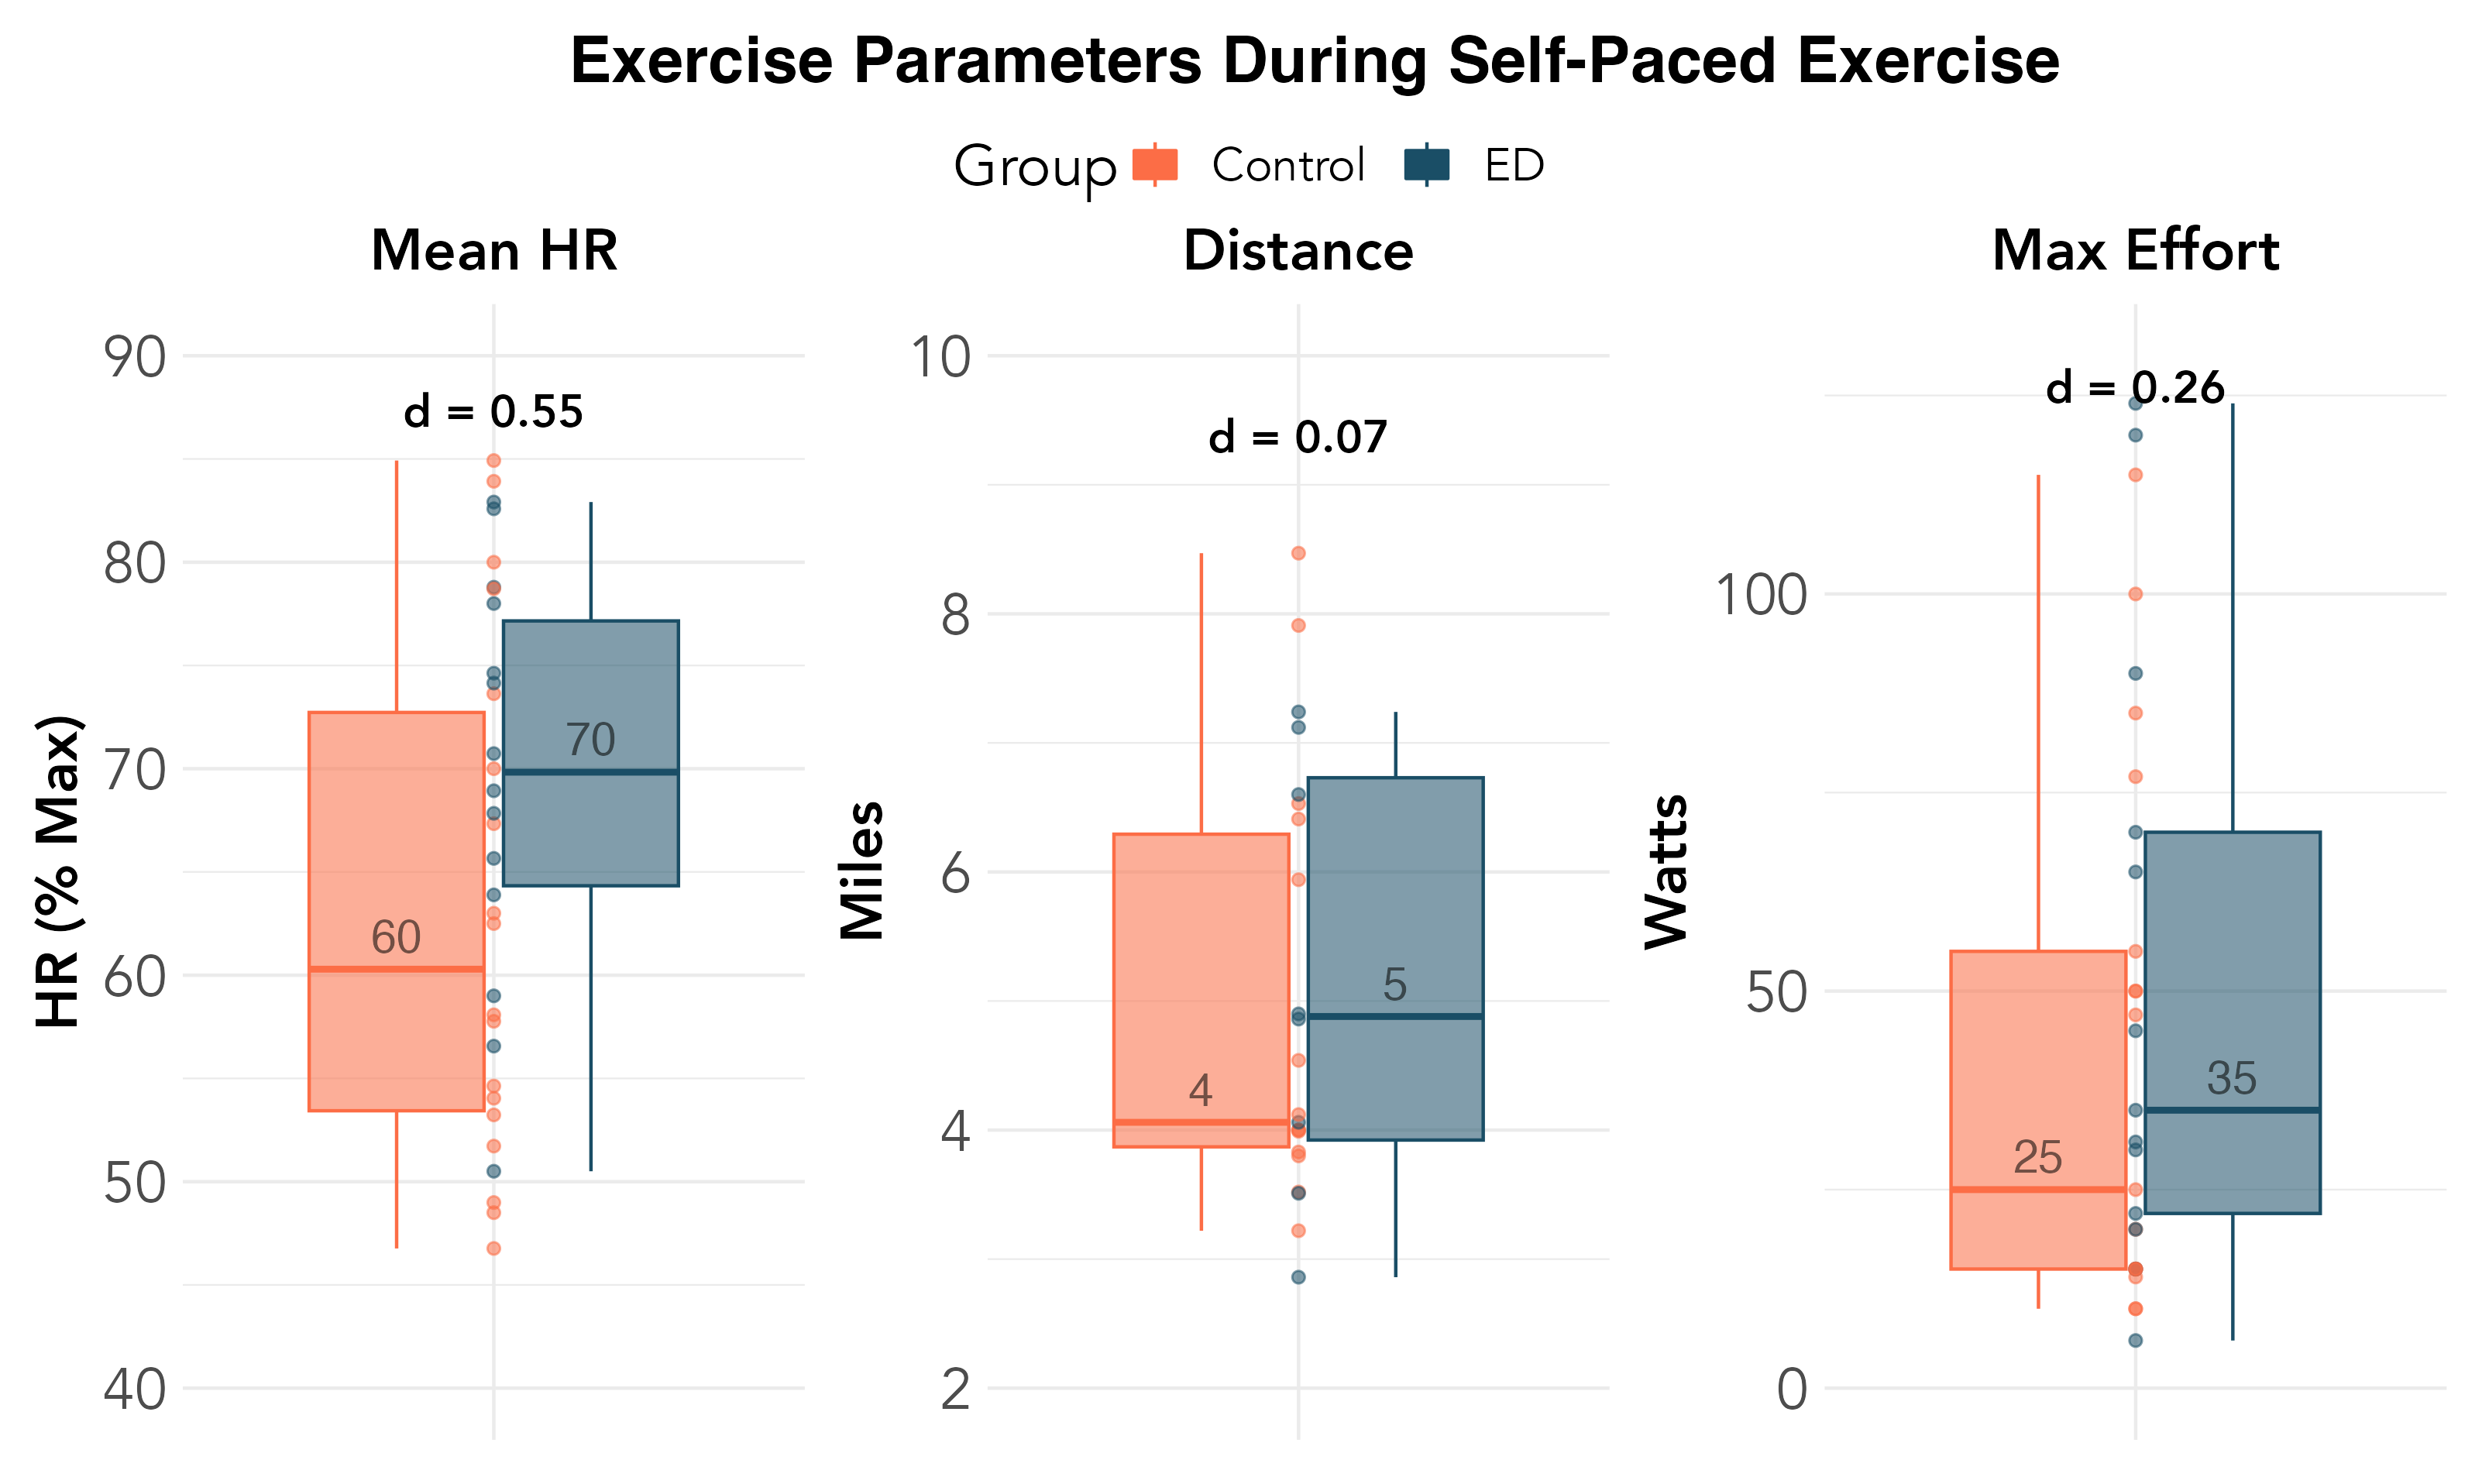 Exercise Parameters During Self-Paced Exercise
Group Control ED
Mean HR
HR (% Max)
90
80
70
60
50
40
d = 0.55
60
70
Distance
Miles
10
8
6
4
2
d = 0.07
4
5
Max Effort
Watts
100
50
0
d = 0.26
25
35